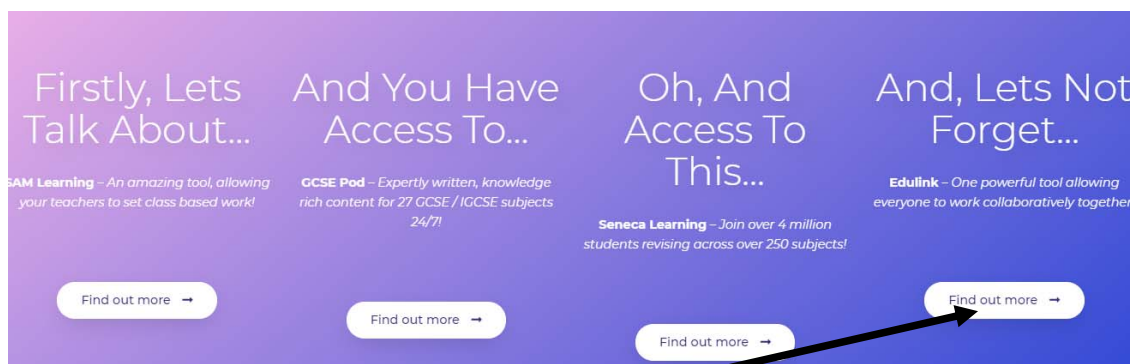 Firstly, Lets
Talk About...
SAM Learning – An amazing tool, allowing
your teachers to set class based work!
Find out more →
And You Have
Access To...
GCSE Pod – Expertly written, knowledge
rich content for 27 GCSE / IGCSE subjects
24/7!
Find out more →
Oh, And
Access To
This...
Seneca Learning – Join over 4 million
students revising across over 250 subjects!
Find out more →
And, Lets Not
Forget...
Edulink – One powerful tool allowing
everyone to work collaboratively together
Find out more →